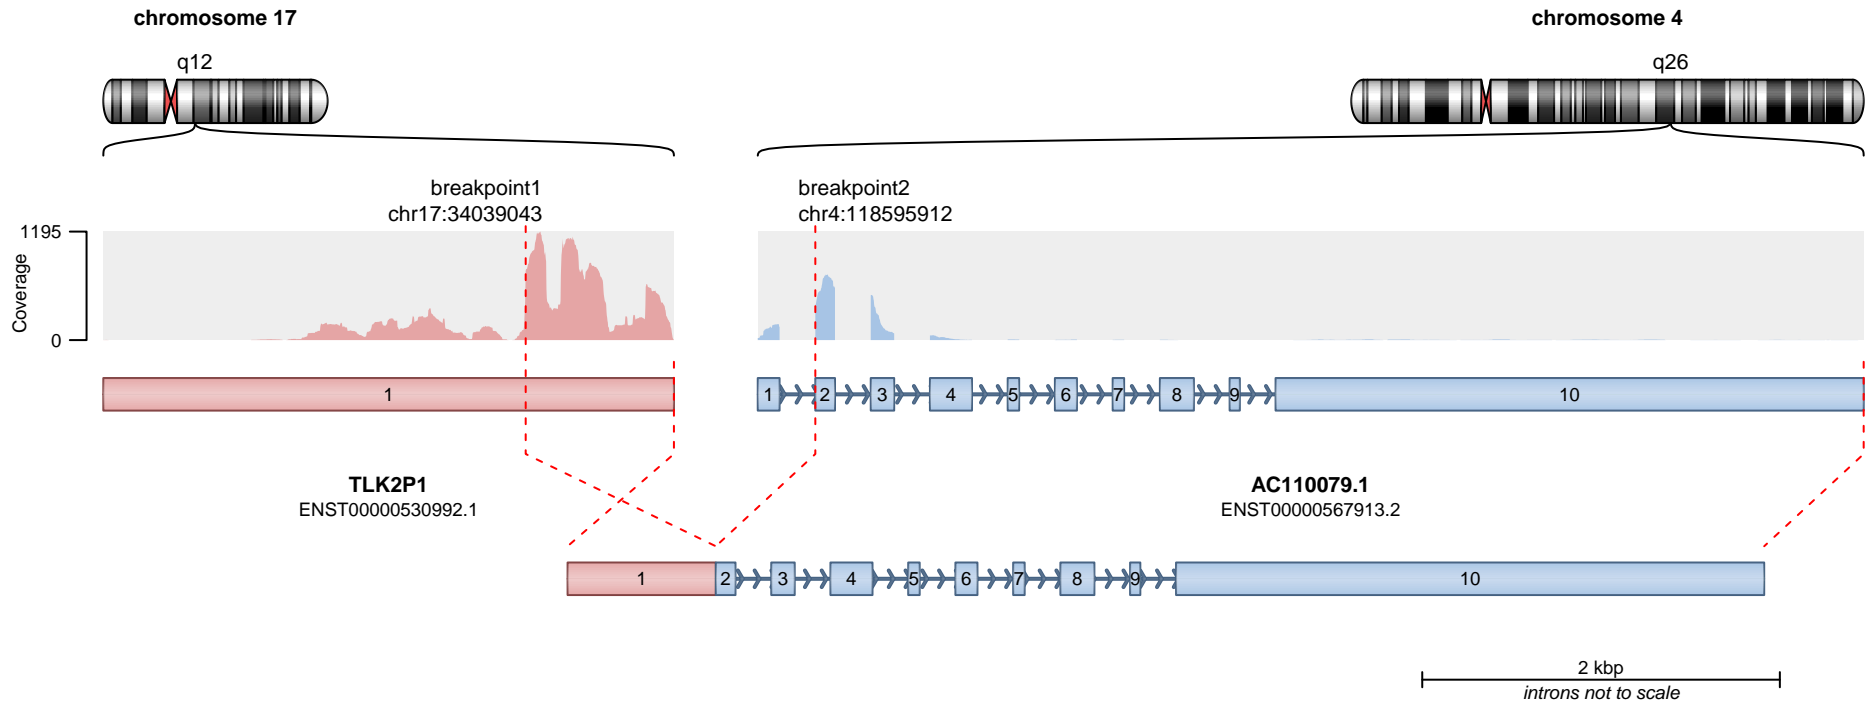 chromosome 17
chromosome 4
q12
q26
breakpoint1
chr17:34039043
breakpoint2
chr4:118595912
1195
Coverage
0
1
1 2 3 4 5 6 7 8 9 10
TLK2P1
ENST00000530992.1
AC110079.1
ENST00000567913.2
1 2 3 4 5 6 7 8 9 10
2 kbp
introns not to scale